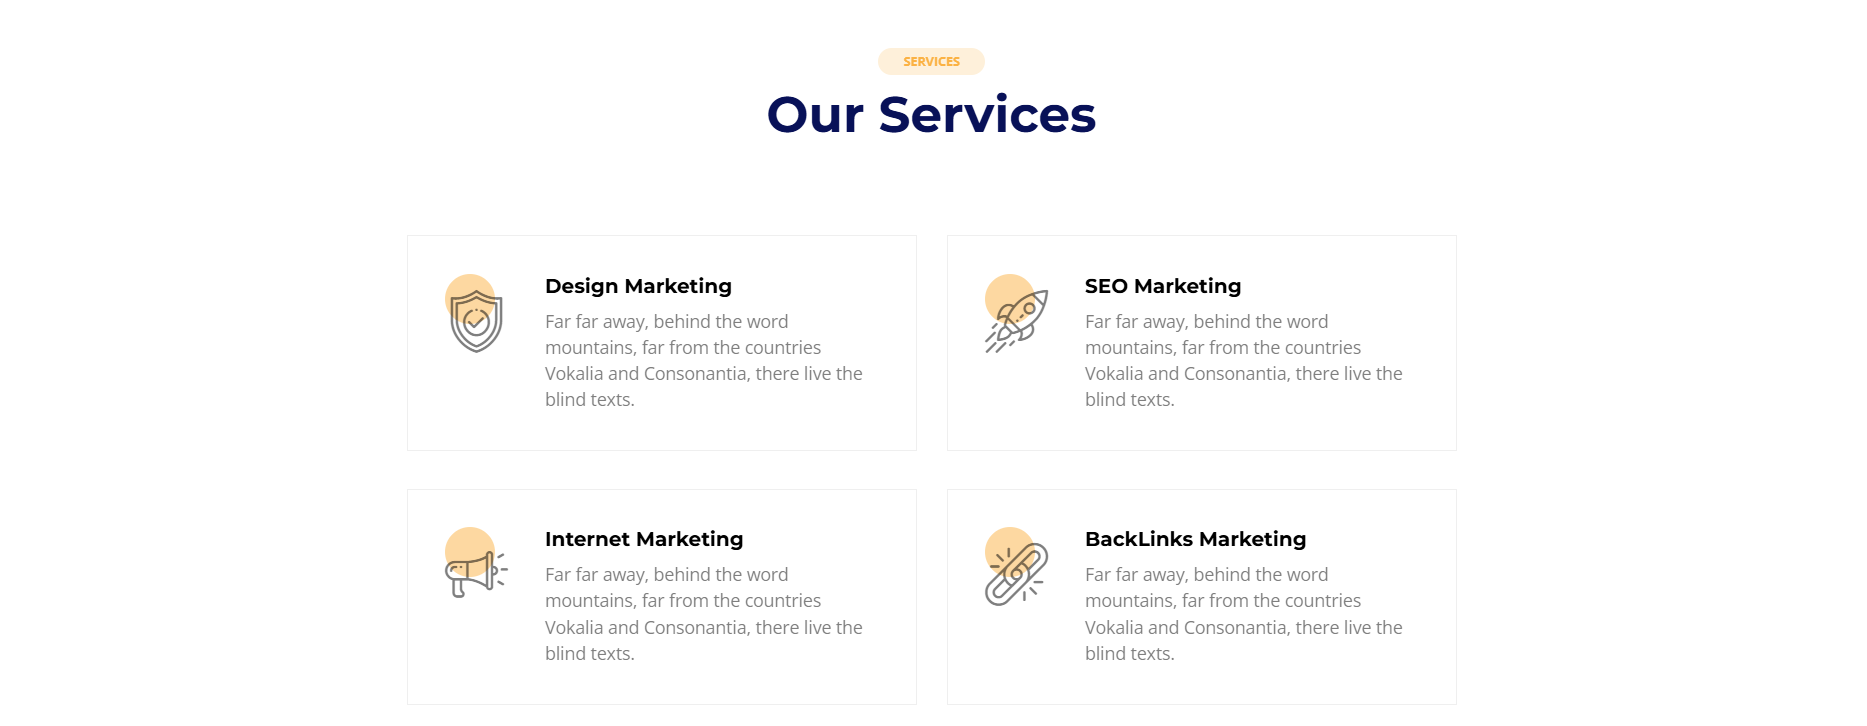 SERVICES
Our Services
Design Marketing
Far far away, behind the word
mountains, far from the countries
Vokalia and Consonantia, there live the
blind texts.
SEO Marketing
Far far away, behind the word
mountains, far from the countries
Vokalia and Consonantia, there live the
blind texts.
Internet Marketing
Far far away, behind the word
mountains, far from the countries
Vokalia and Consonantia, there live the
blind texts.
BackLinks Marketing
Far far away, behind the word
mountains, far from the countries
Vokalia and Consonantia, there live the
blind texts.